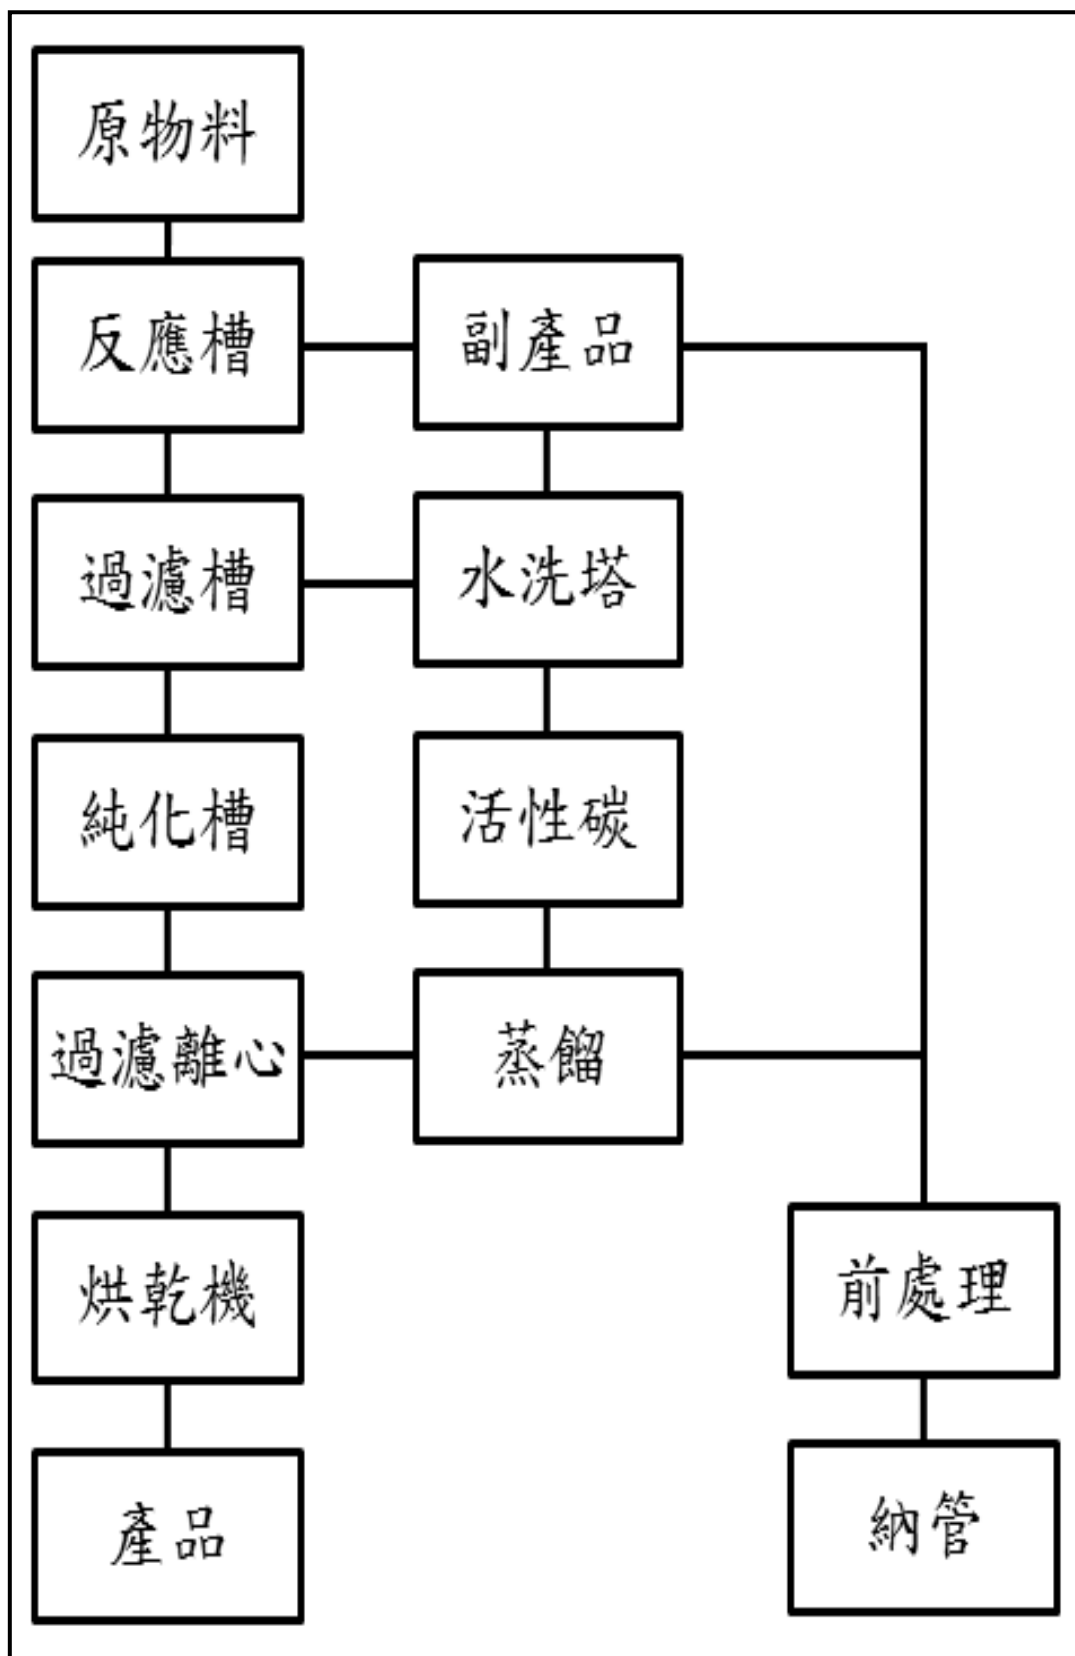 原物料
反應槽
副產品
過濾槽
水洗塔
純化槽
活性碳
過濾離心
蒸餾
烘乾機
前處理
產品
納管